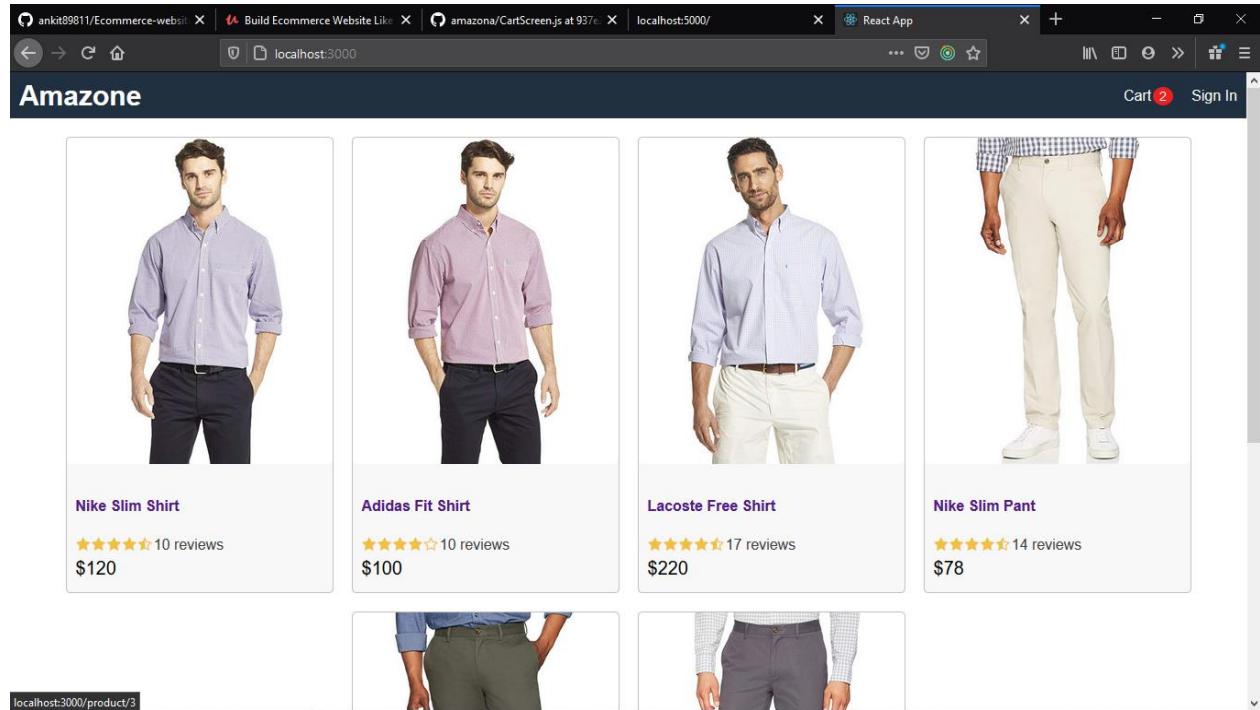 ankit89811/Ecommerce-websit
Build Ecommerce Website Like
amazona/CartScreen.js at 937e
localhost:5000/
React App
localhost:3000
Amazone
Cart 2
Sign In
Nike Slim Shirt
10 reviews
$120
Adidas Fit Shirt
10 reviews
$100
Lacoste Free Shirt
17 reviews
$220
Nike Slim Pant
14 reviews
$78
localhost:3000/product/3